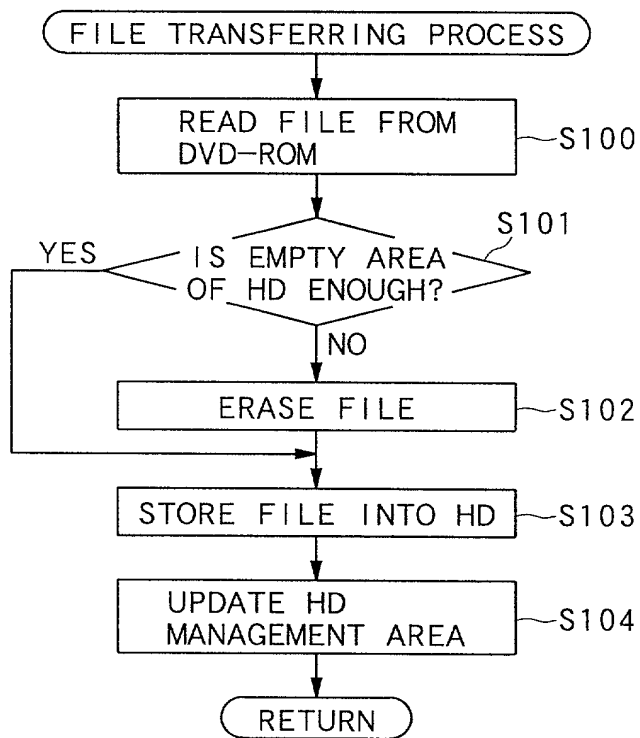 FILE TRANSFERRING PROCESS
READ FILE FROM
DVD-ROM
S100
S101
YES
IS EMPTY AREA
OF HD ENOUGH?
NO
ERASE FILE
S102
STORE FILE INTO HD
S103
UPDATE HD
MANAGEMENT AREA
S104
RETURN